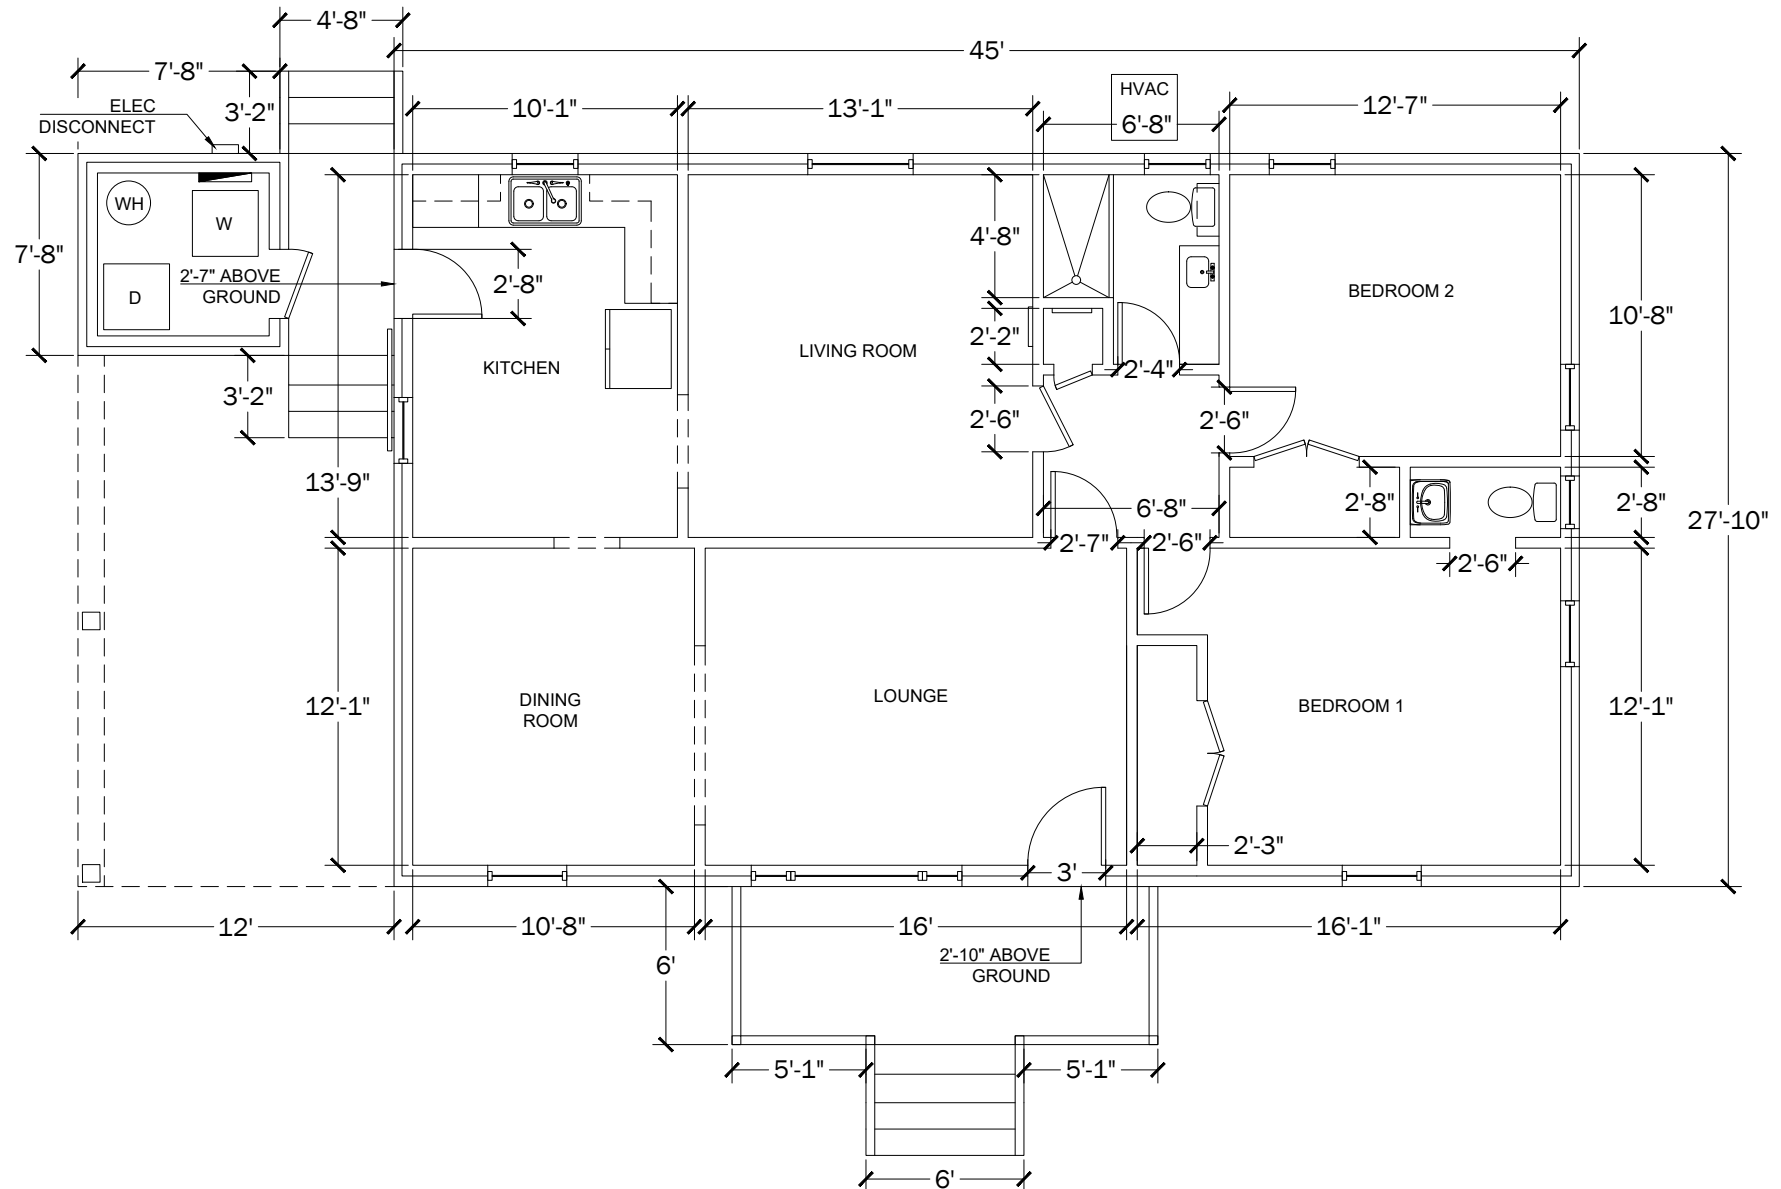 4'-8"
45'
7'-8"
ELEC
DISCONNECT
3'-2"
10'-1"
13'-1"
HVAC
6'-8"
12'-7"
WH
W
D
7'-8"
2'-7" ABOVE
GROUND
2'-8"
4'-8"
2'-2"
2'-4"
2'-6"
2'-6"
BEDROOM 2
10'-8"
KITCHEN
LIVING ROOM
3'-2"
13'-9"
6'-8"
2'-7"
2'-6"
2'-8"
2'-6"
2'-8"
27'-10"
12'-1"
DINING
ROOM
LOUNGE
BEDROOM 1
12'-1"
2'-3"
3'
12'
10'-8"
16'
16'-1"
6'
2'-10" ABOVE
GROUND
5'-1"
5'-1"
6'